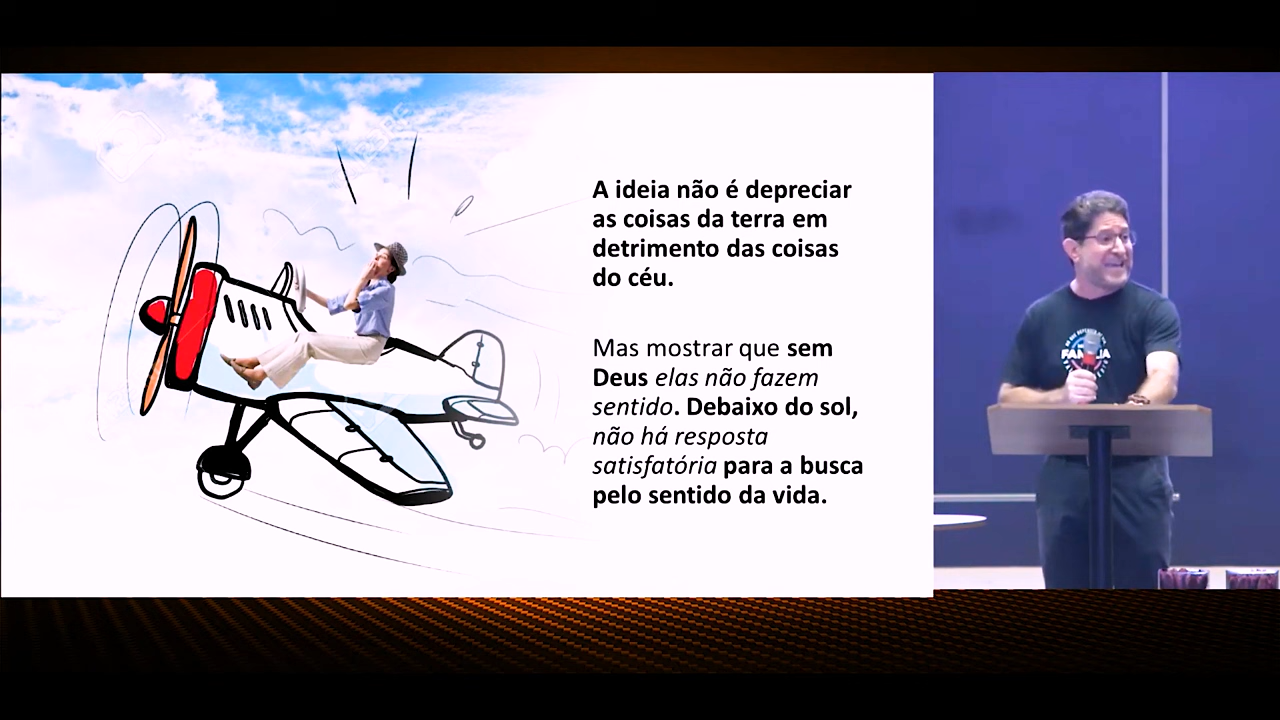 A ideia não é depreciar
as coisas da terra em
detrimento das coisas
do céu.
Mas mostrar que sem
Deus elas não fazem
sentido. Debaixo do sol,
não há resposta
satisfatória para a busca
pelo sentido da vida.
FAMÍLIA